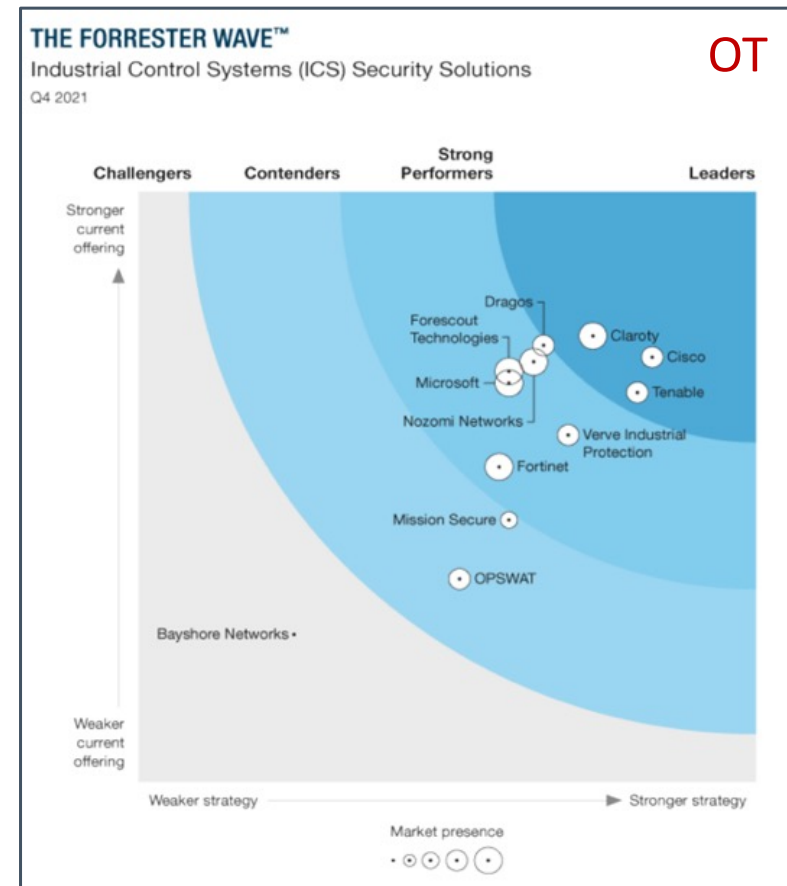 THE FORRESTER WAVE™
OT
Industrial Control Systems (ICS) Security Solutions
Q4 2021
Challengers
Contenders
Strong
Performers
Leaders
Stronger
current
offering
Dragos
Forescout
Technologies
Claroty
Cisco
Microsoft
Tenable
Nozomi Networks
Verve Industrial
Protection
Fortinet
Mission Secure
OPSWAT
Bayshore Networks
Weaker
current
offering
Weaker strategy
Stronger strategy
Market presence